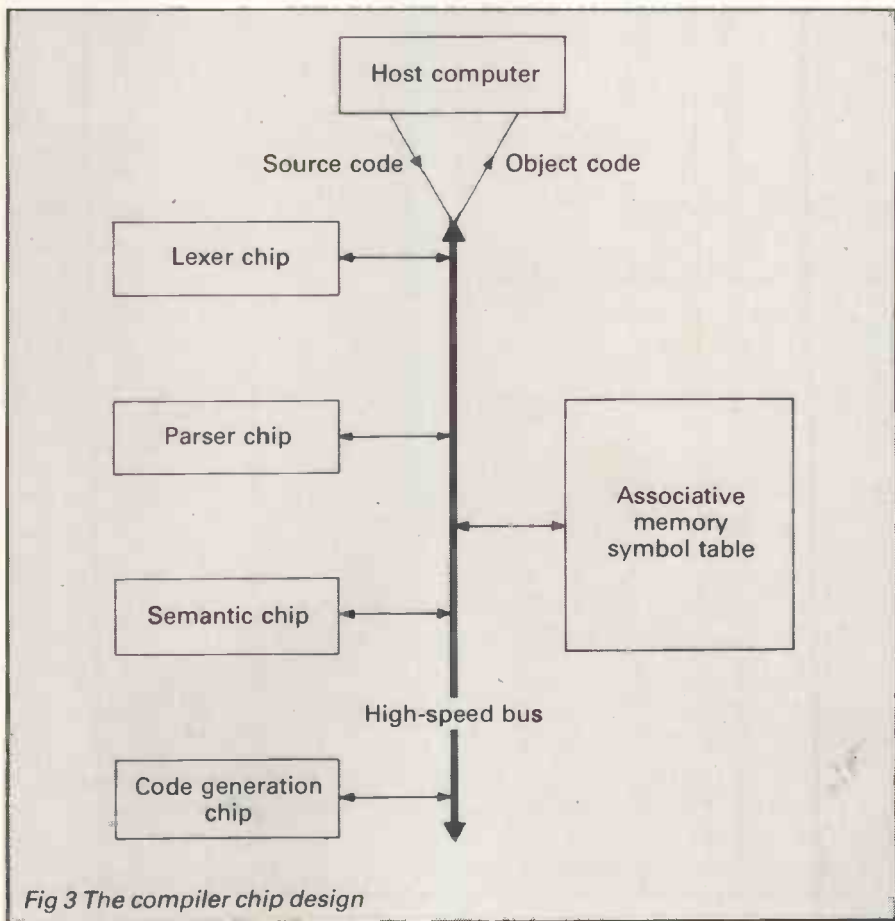 Host computer
Source code
Object code
Lexer chip
Parser chip
Associative
memory
symbol table
Semantic chip
High-speed bus
Code generation
chip
Fig 3 The compiler chip design